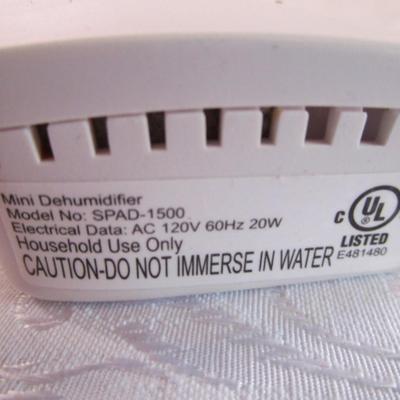 Mini Dehumidifier
Model No: SPAD-1500
Electrical Data: AC 120V 60Hz 20W
Household Use Only
CAUTION-DO NOT IMMERSE IN WATER
C UL
LISTED
E481480